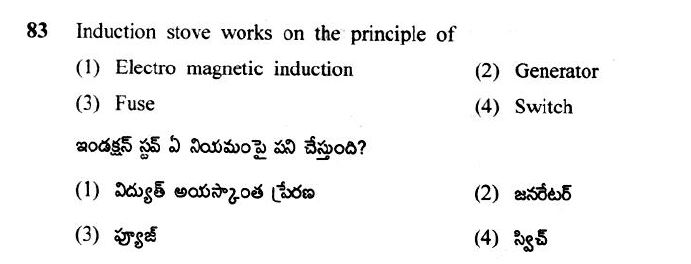 83 Induction stove works on the principle of
(1) Electro magnetic induction (2) Generator
(3) Fuse (4) Switch
ఇండక్షన్ స్టవ్ ఏ నియమంపై పని చేస్తుంది?
(1) విద్యుత్ అయస్కాంత ప్రేరణ (2) జనరేటర్
(3) ఫ్యూజ్ (4) స్విచ్